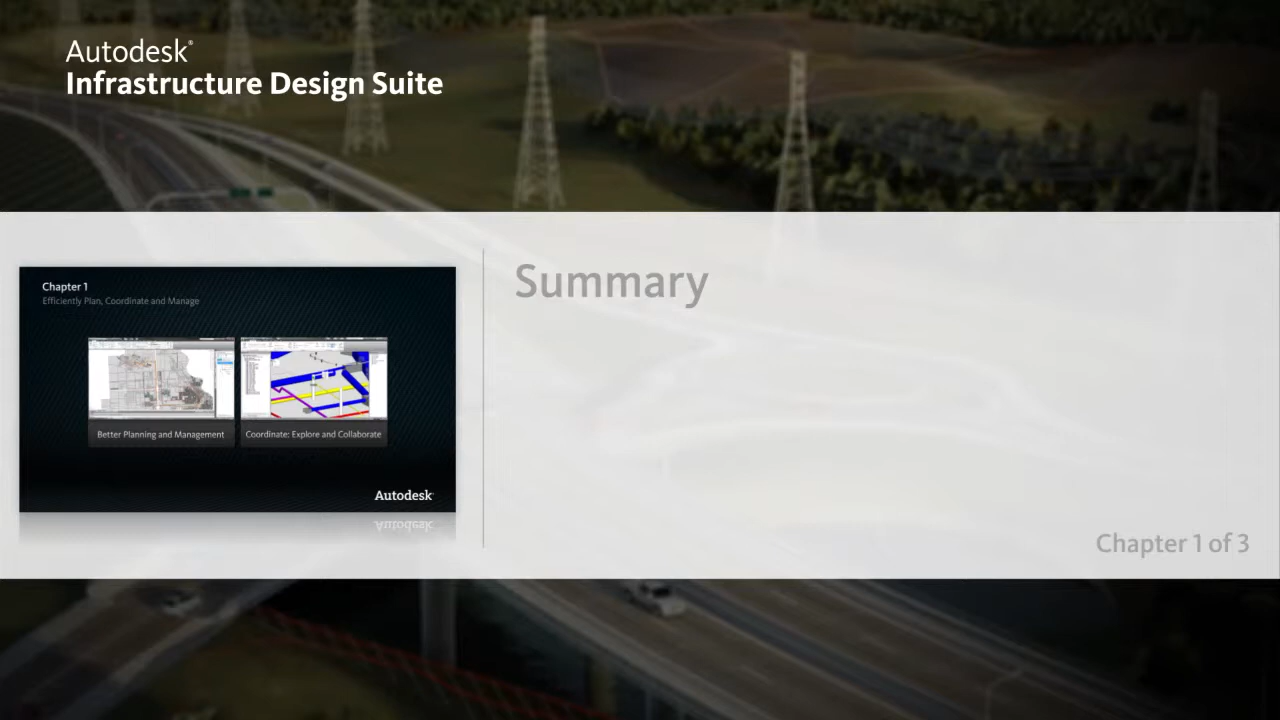 Autodesk®
Infrastructure Design Suite
Chapter 1
Efficiently Plan, Coordinate and Manage
Better Planning and Management
Coordinate: Explore and Collaborate
Autodesk
Summary
Chapter 1 of 3